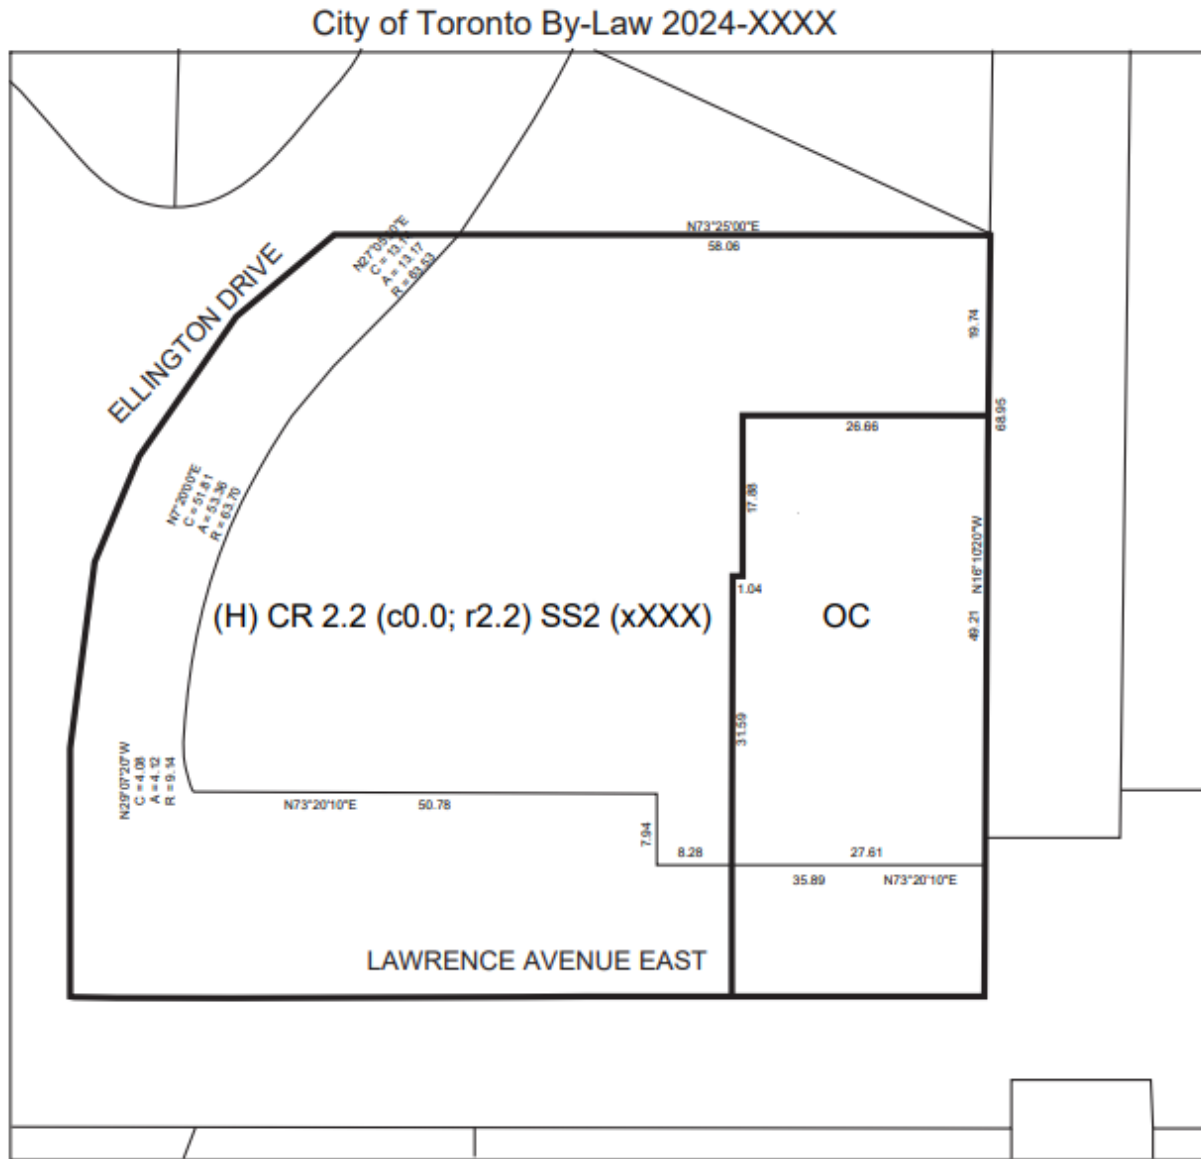 City of Toronto By-Law 2024-XXXX
N73°25'00"E
58.06
A = 13.17
R = 63.53
ELLINGTON DRIVE
19.74
68.95
26.66
N7°20'00"E
C = 51.81
A = 53.36
R = 63.70
17.88
N16°10'20"W
1.04
(H) CR 2.2 (c0.0; r2.2) SS2 (xXXX)
OC
49.21
31.59
N29°07'20"W
C = 4.08
A = 4.12
R = 9.14
N73°20'10"E
50.78
7.94
8.28
27.61
35.89
N73°20'10"E
LAWRENCE AVENUE EAST